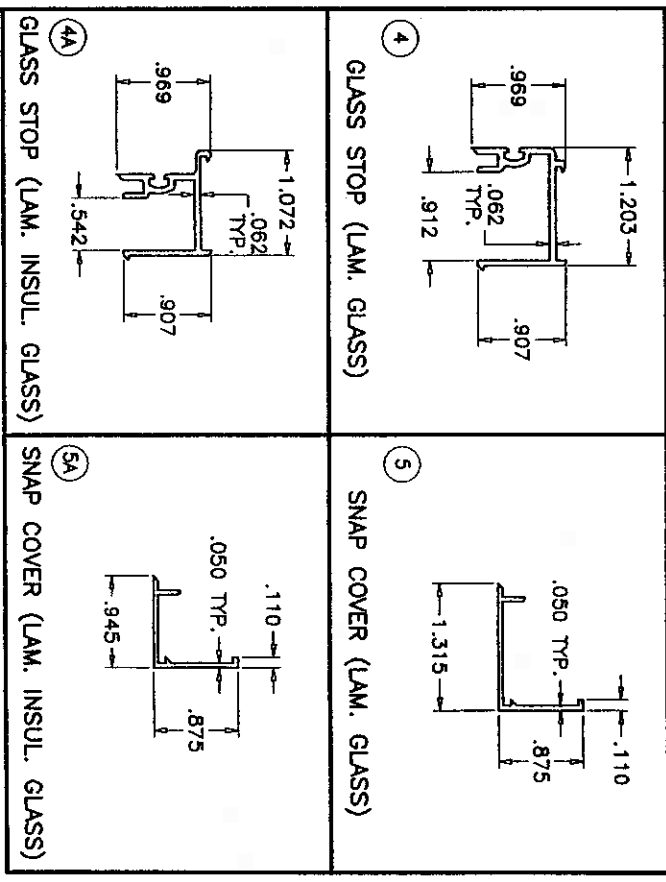 4
GLASS STOP (LAM. GLASS)
1.203
.969
.062
TYP.
.912
.907
5
SNAP COVER (LAM. GLASS)
.110
.050 TYP.
.875
1.315
4A
GLASS STOP (LAM. INSUL. GLASS)
1.072
.969
.062
TYP.
.542
.907
5A
SNAP COVER (LAM. INSUL. GLASS)
.110
.050 TYP.
.875
.945